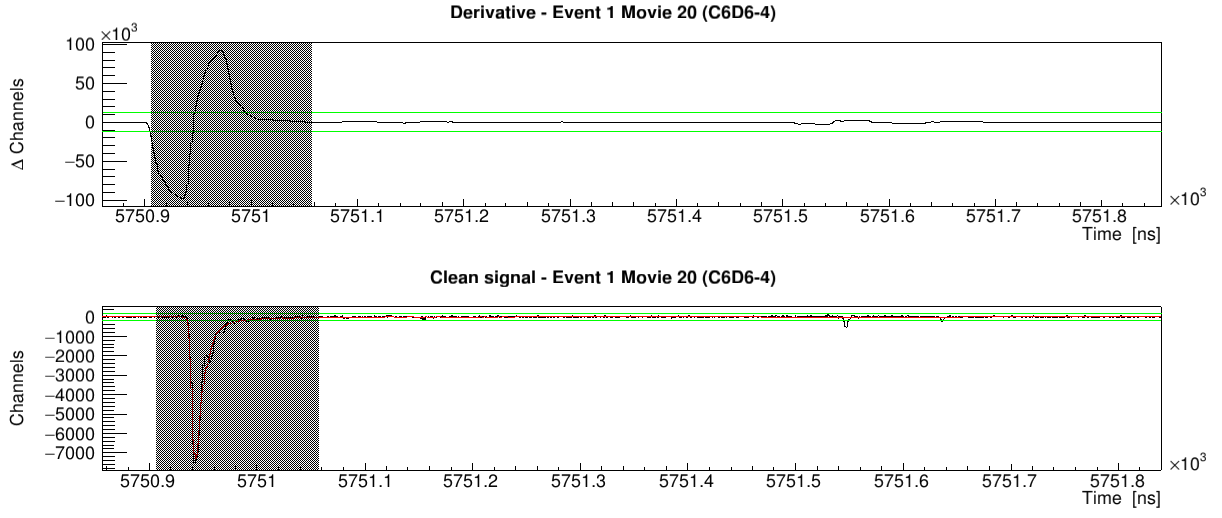 Derivative - Event 1 Movie 20 (C6D6-4)
×10³
100
50
0
−50
−100
Δ Channels
5750.9 5751 5751.1 5751.2 5751.3 5751.4 5751.5 5751.6 5751.7 5751.8
×10³
Time [ns]
Clean signal - Event 1 Movie 20 (C6D6-4)
0
−1000
−2000
−3000
−4000
−5000
−6000
−7000
Channels
5750.9 5751 5751.1 5751.2 5751.3 5751.4 5751.5 5751.6 5751.7 5751.8
×10³
Time [ns]